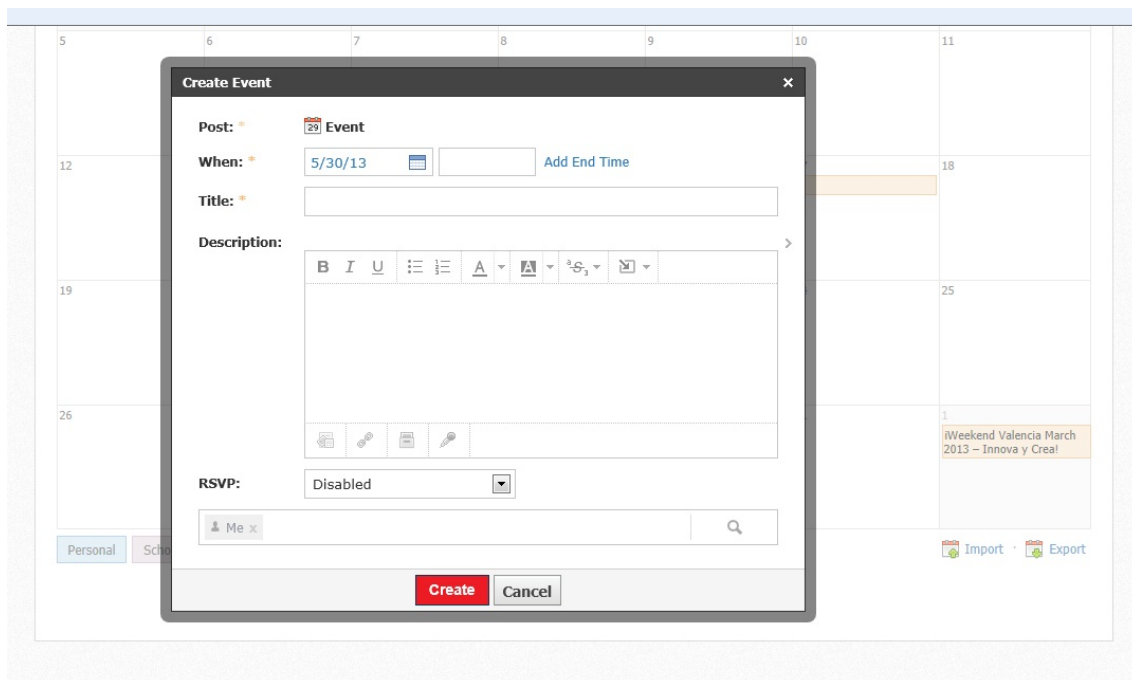 5 6 7 8 9 10 11
Create Event ×
Post: * 29 Event
When: * 5/30/13 Add End Time
12 18
Title: *
Description:
B I U A A S
19 25
26 1
iWeekend Valencia March
2013 – Innova y Crea!
RSVP: Disabled
Me x
Personal Scho Import · Export
Create Cancel